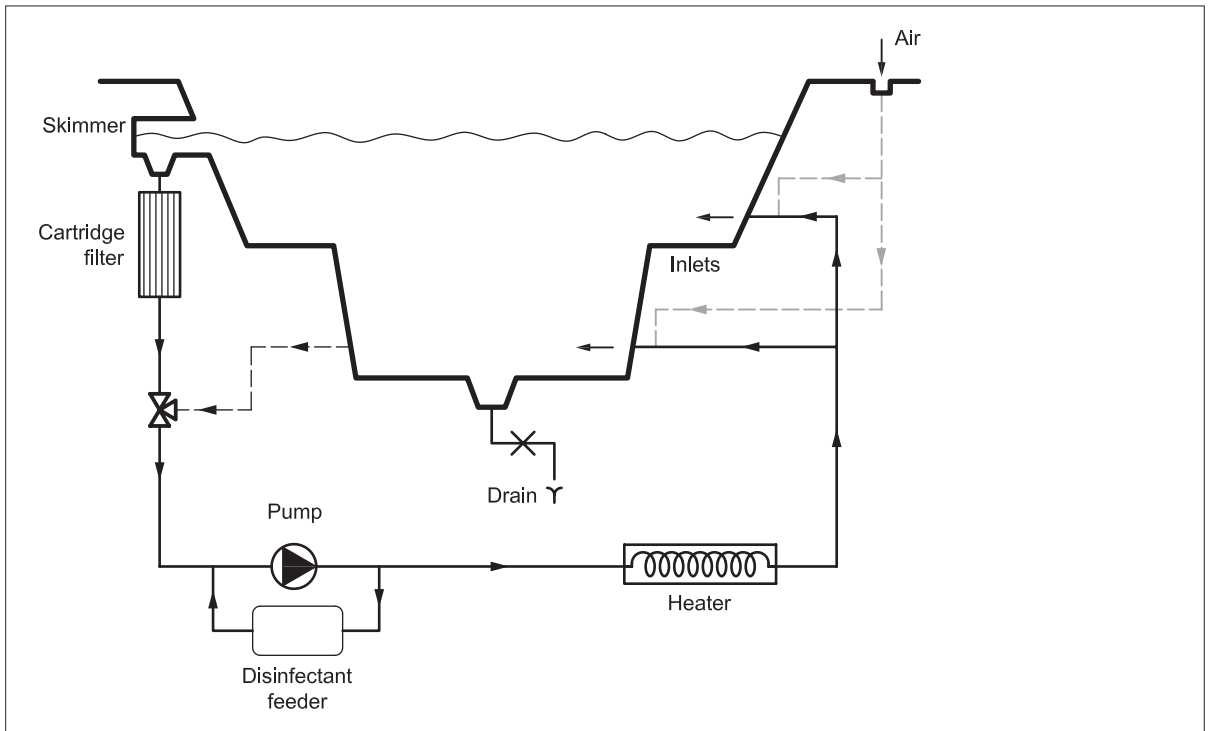 Air
Skimmer
Cartridge
filter
Inlets
Drain
Pump
Heater
Disinfectant
feeder